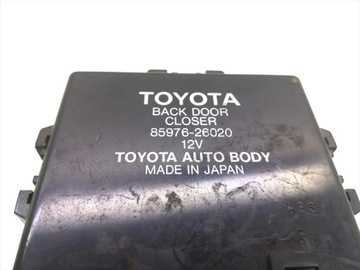 TOYOTA
BACK DOOR
CLOSER
85976-26020
12V
TOYOTA AUTO BODY
MADE IN JAPAN